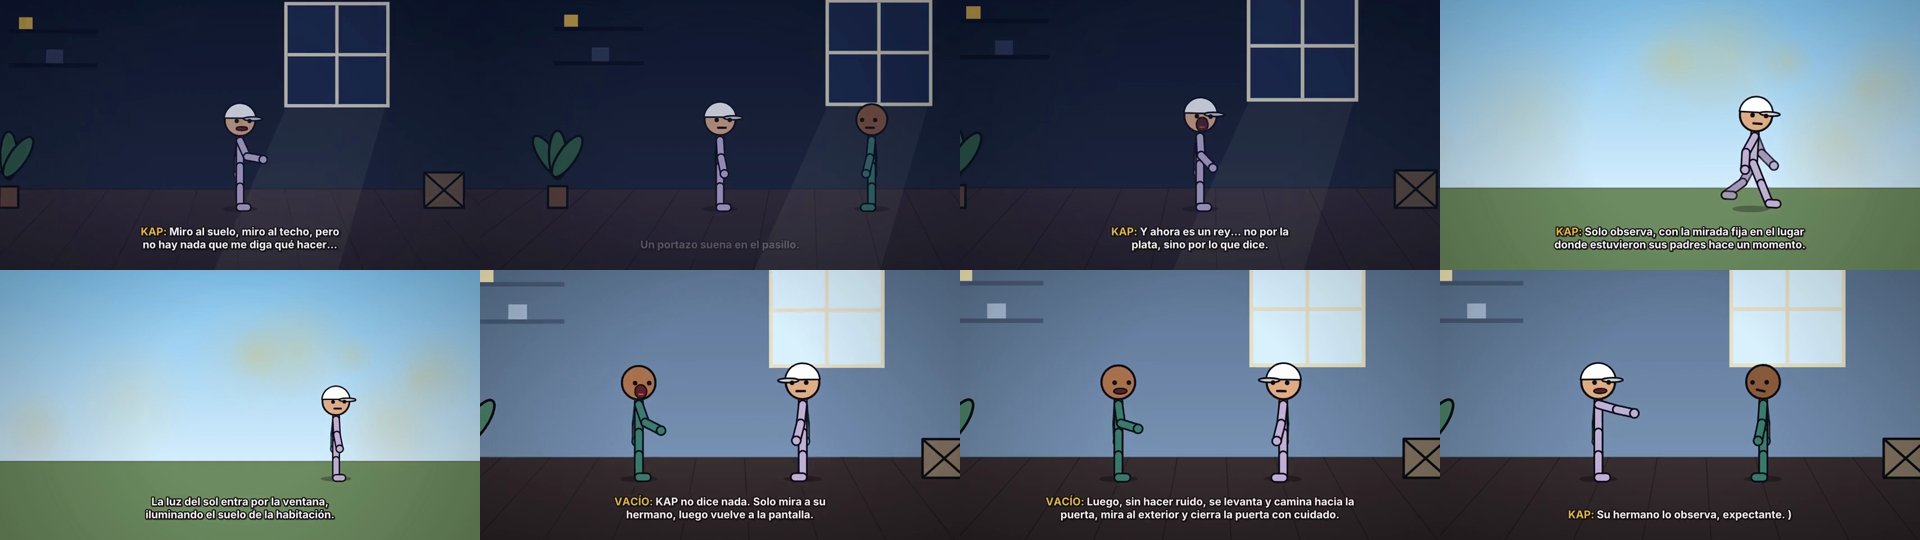 KAP: Miro al suelo, miro al techo, pero
no hay nada que me diga qué hacer...
Un portazo suena en el pasillo.
KAP: Y ahora es un rey... no por la
plata, sino por lo que dice.
KAP: Solo observa, con la mirada fija en el lugar
donde estuvieron sus padres hace un momento.
La luz del sol entra por la ventana,
iluminando el suelo de la habitación.
VACÍO: KAP no dice nada. Solo mira a su
hermano, luego vuelve a la pantalla.
VACÍO: Luego, sin hacer ruido, se levanta y camina hacia la
puerta, mira al exterior y cierra la puerta con cuidado.
KAP: Su hermano lo observa, expectante. )